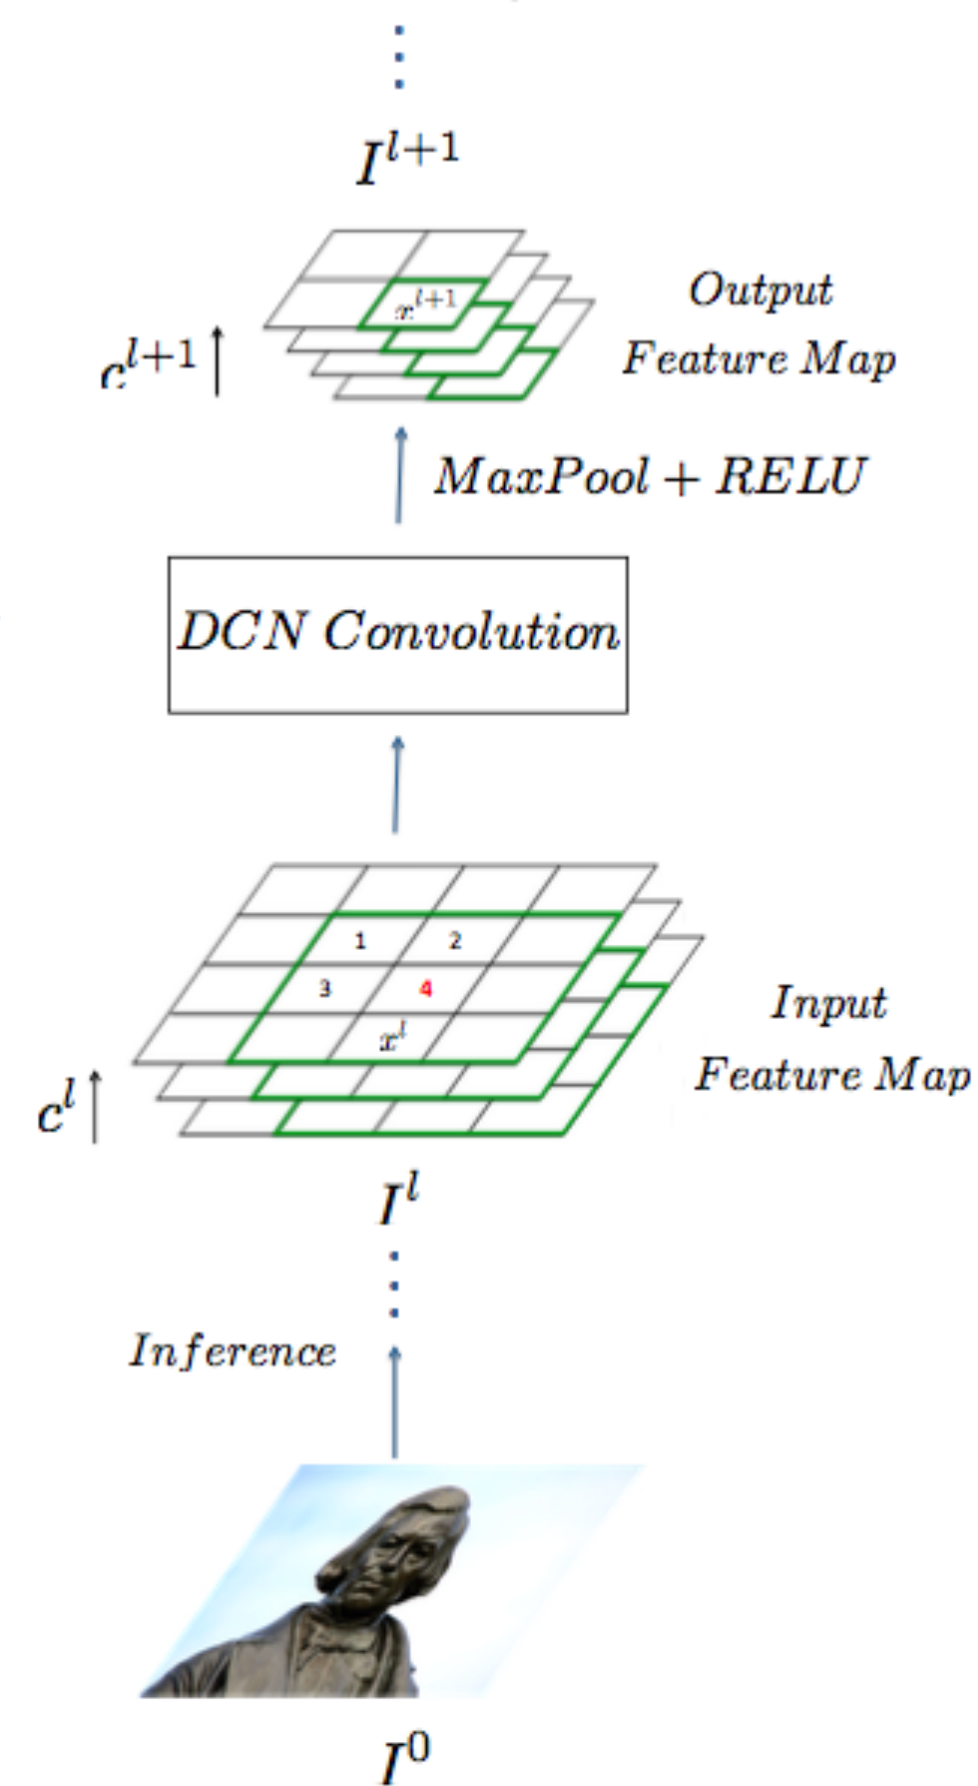 I^{l+1}
x^{l+1}
Output
Feature Map
c^{l+1}
MaxPool + RELU
DCN Convolution
1 2
3 4
x^l
Input
Feature Map
c^l
I^l
Inference
I^0